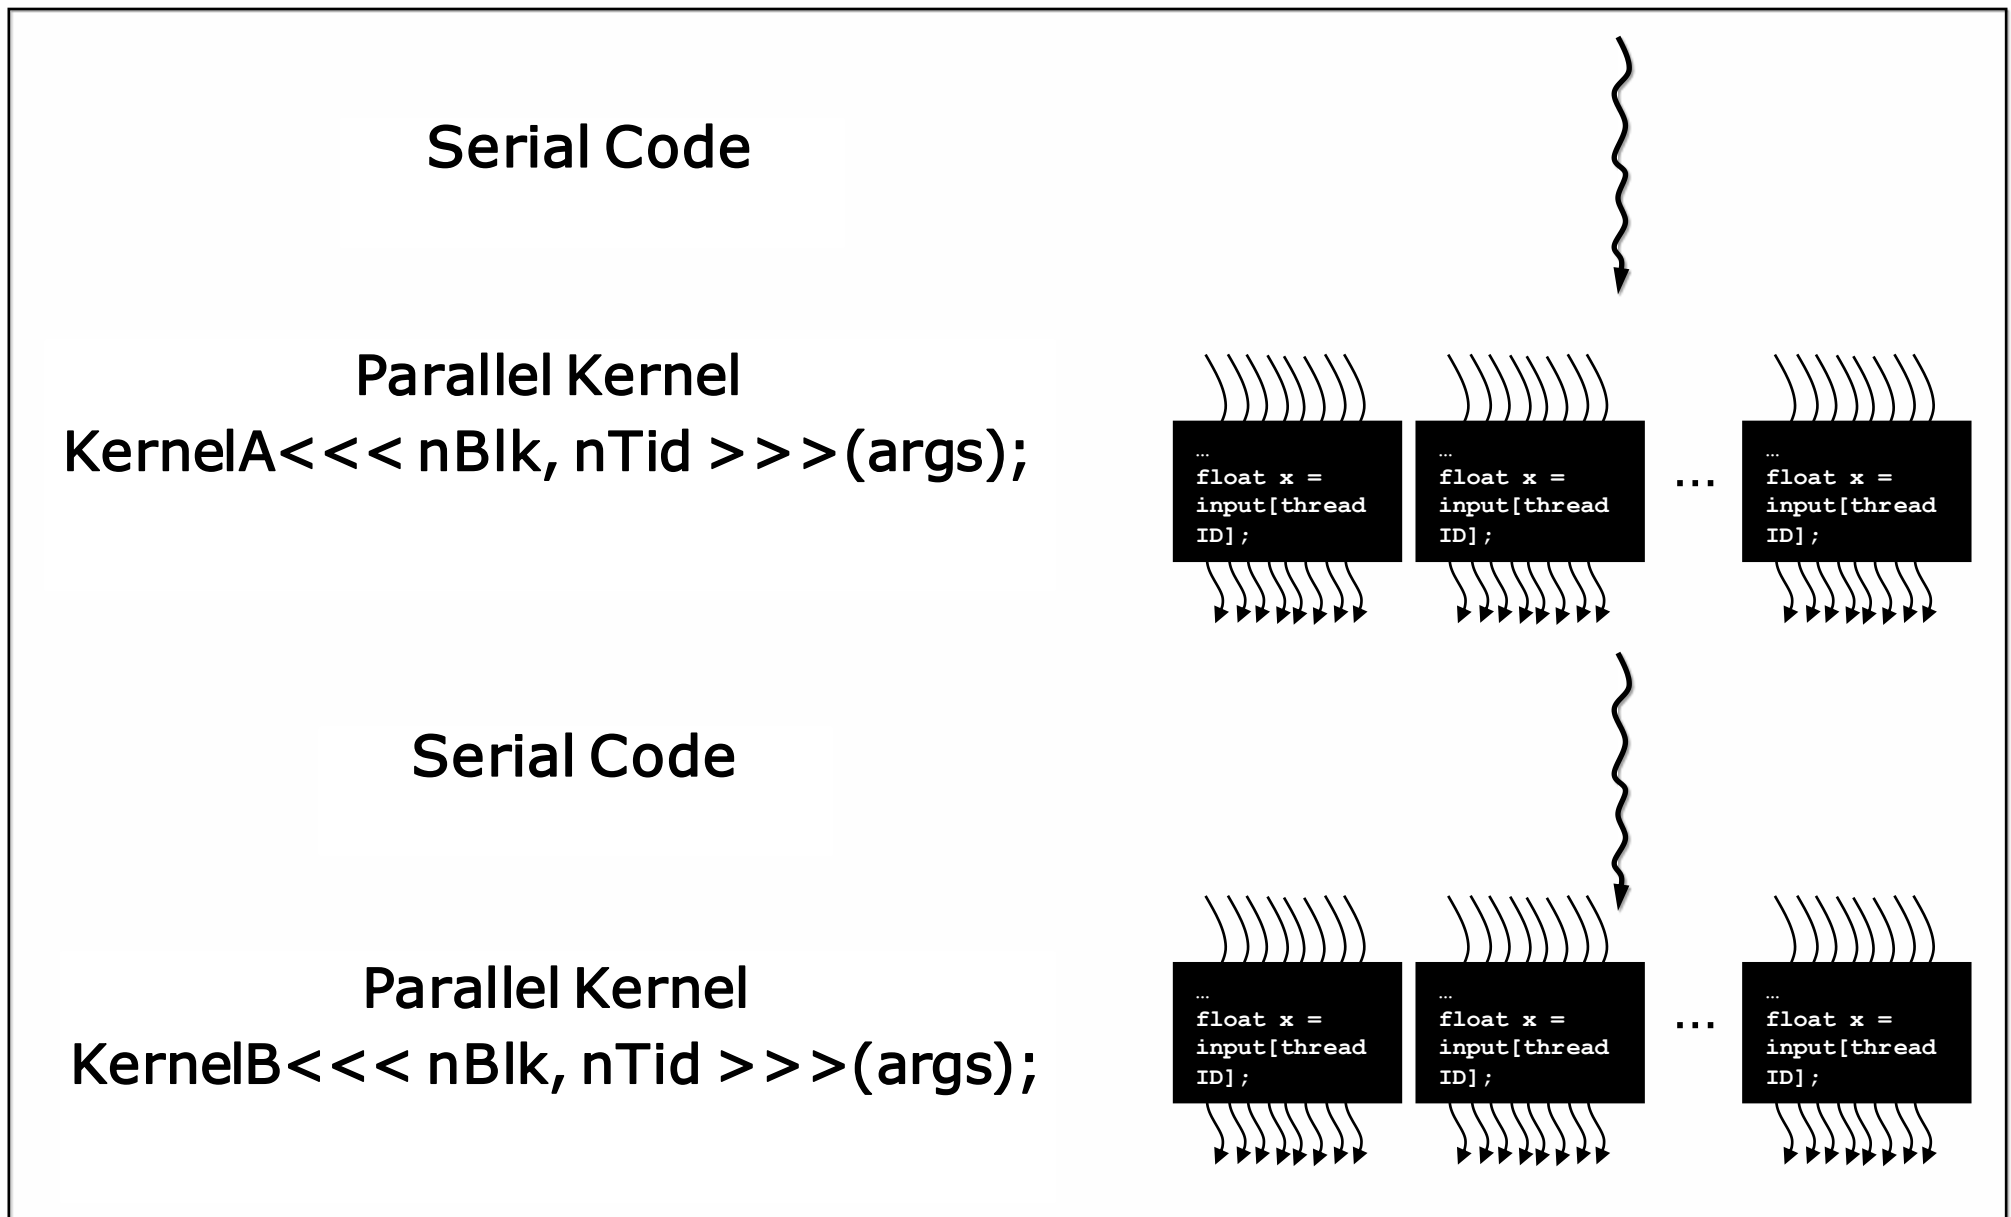 Serial Code
Parallel Kernel
KernelA<<< nBlk, nTid >>>(args);
…
float x =
input[thread
ID];
…
float x =
input[thread
ID];
…
…
float x =
input[thread
ID];
Serial Code
Parallel Kernel
KernelB<<< nBlk, nTid >>>(args);
…
float x =
input[thread
ID];
…
float x =
input[thread
ID];
…
…
float x =
input[thread
ID];